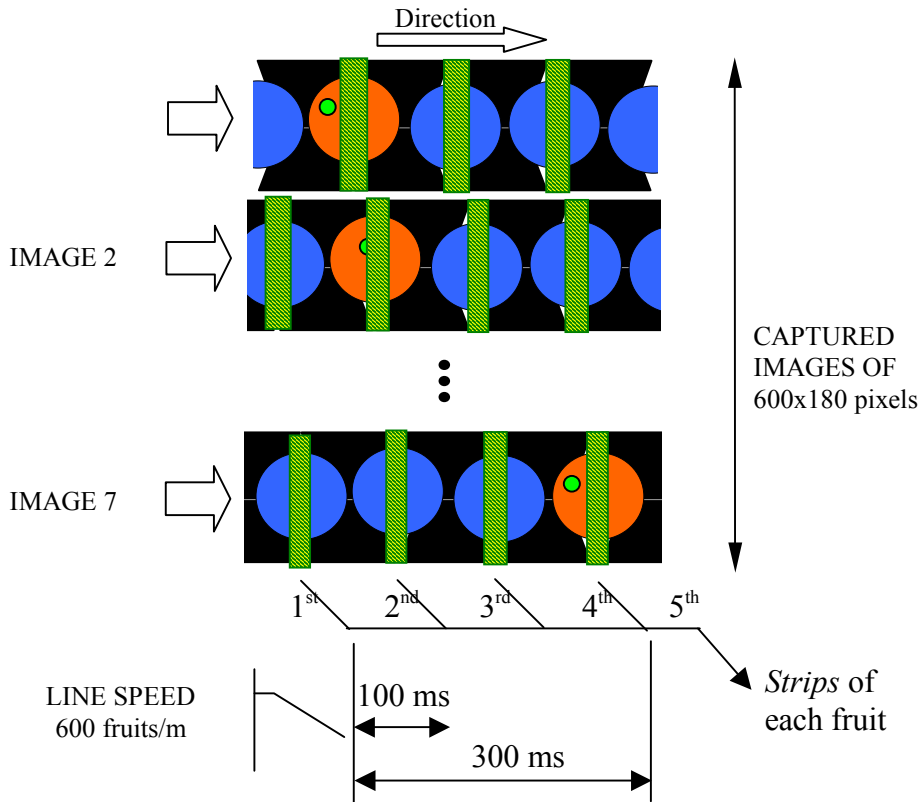 Direction
IMAGE 2
CAPTURED
IMAGES OF
600x180 pixels
IMAGE 7
1st 2nd 3rd 4th 5th
Strips of
each fruit
LINE SPEED
600 fruits/m
100 ms
300 ms